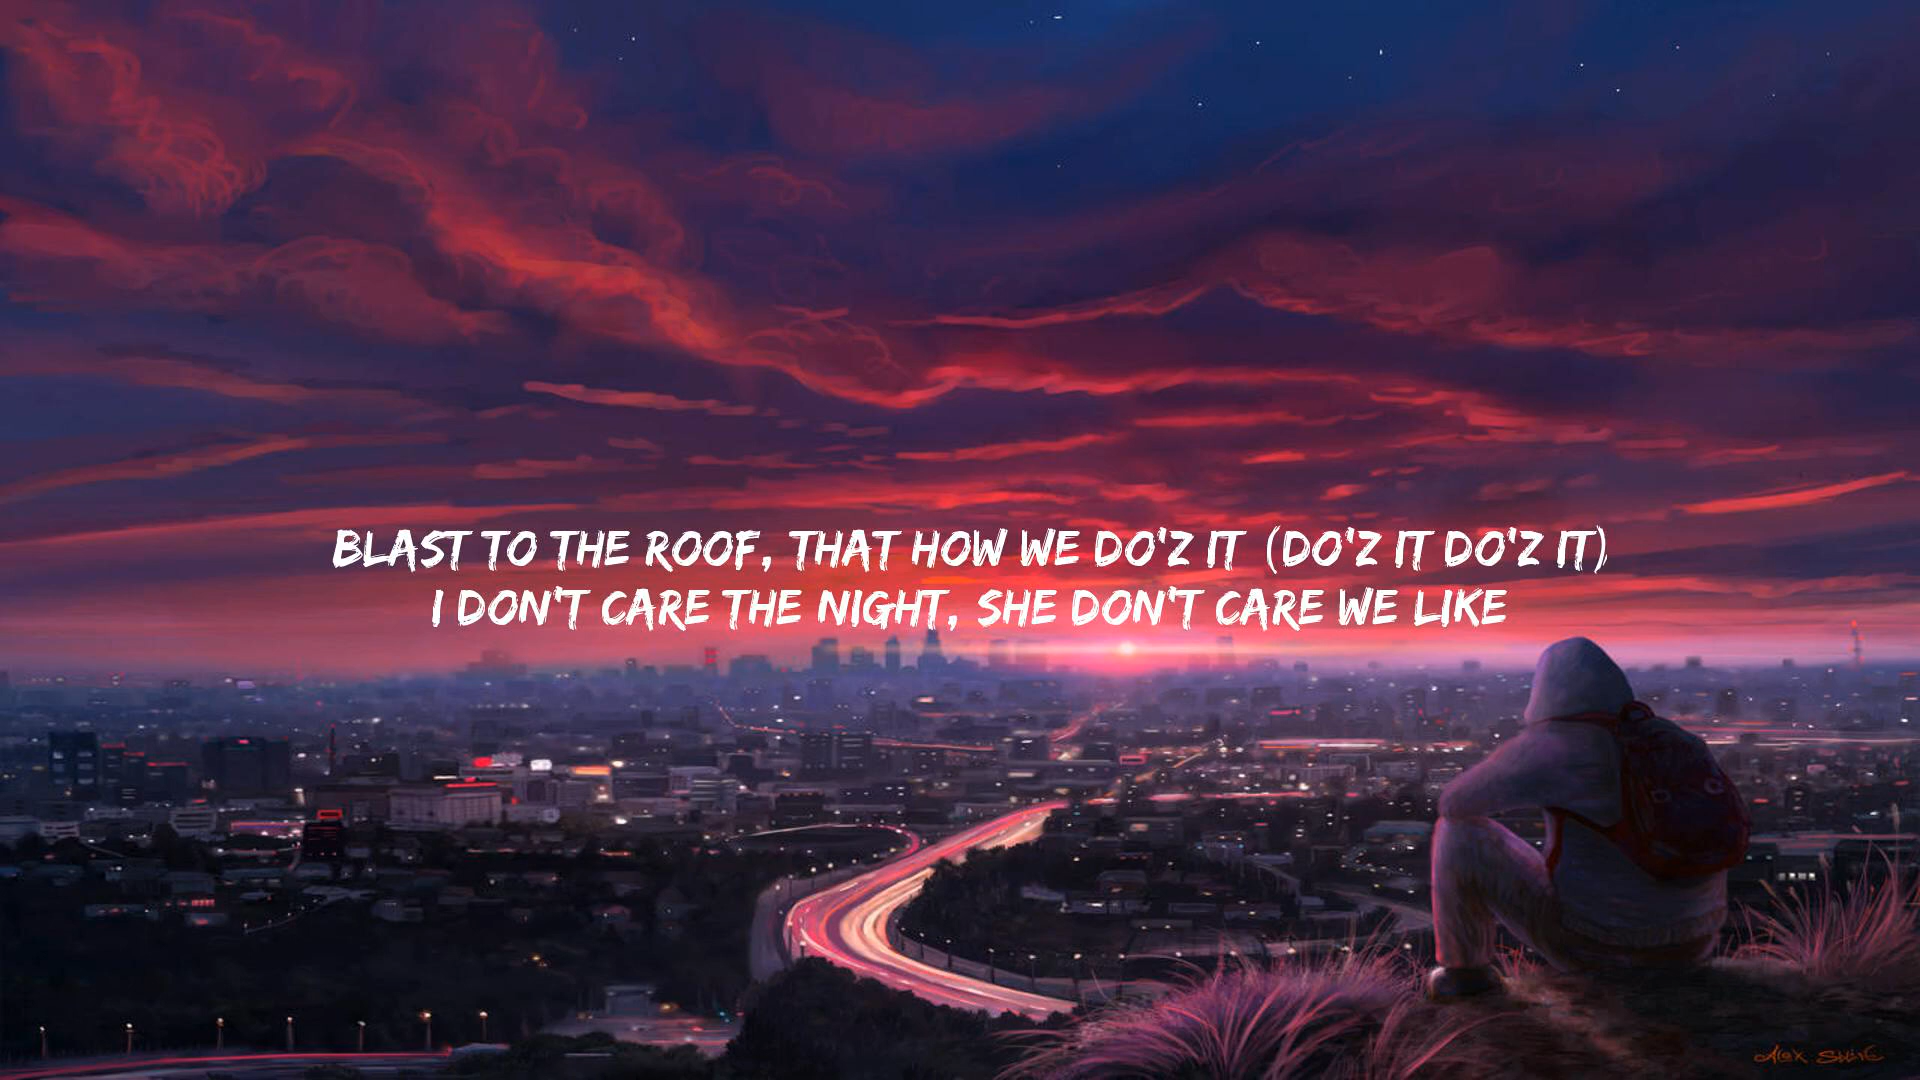 BLAST TO THE ROOF, THAT HOW WE DO'Z IT (DO'Z IT DO'Z IT)
I DON'T CARE THE NIGHT, SHE DON'T CARE WE LIKE